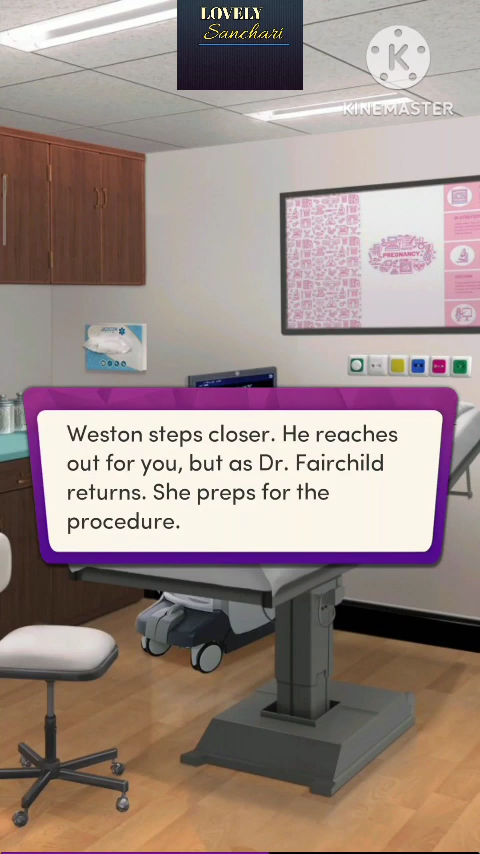 LOVELY
Sanchari
K
KINEMASTER
PREGNANCY
Weston steps closer. He reaches
out for you, but as Dr. Fairchild
returns. She preps for the
procedure.